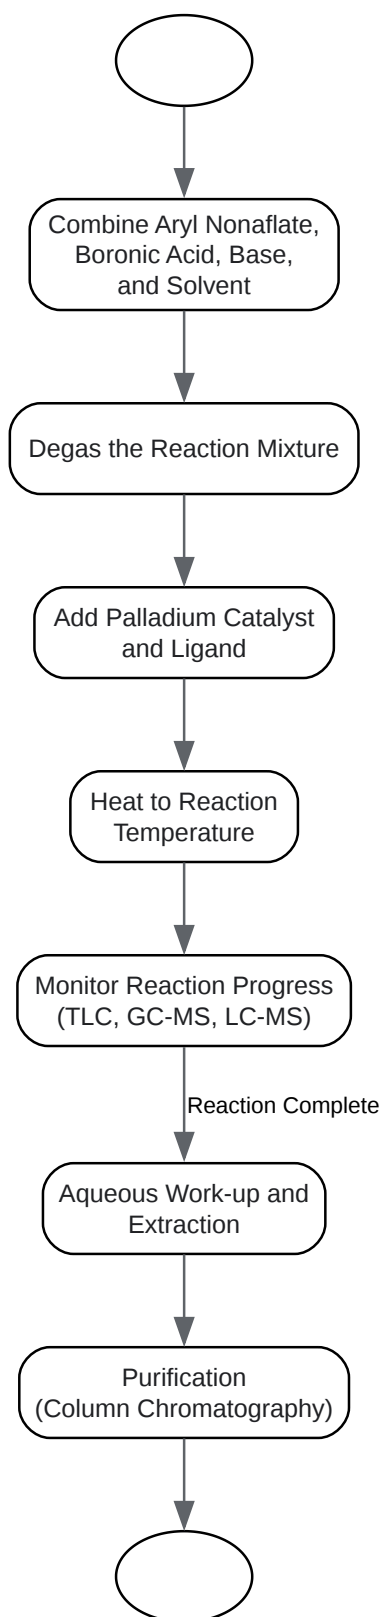 Combine Aryl Nonaflate,
Boronic Acid, Base,
and Solvent
Degas the Reaction Mixture
Add Palladium Catalyst
and Ligand
Heat to Reaction
Temperature
Monitor Reaction Progress
(TLC, GC-MS, LC-MS)
Reaction Complete
Aqueous Work-up and
Extraction
Purification
(Column Chromatography)